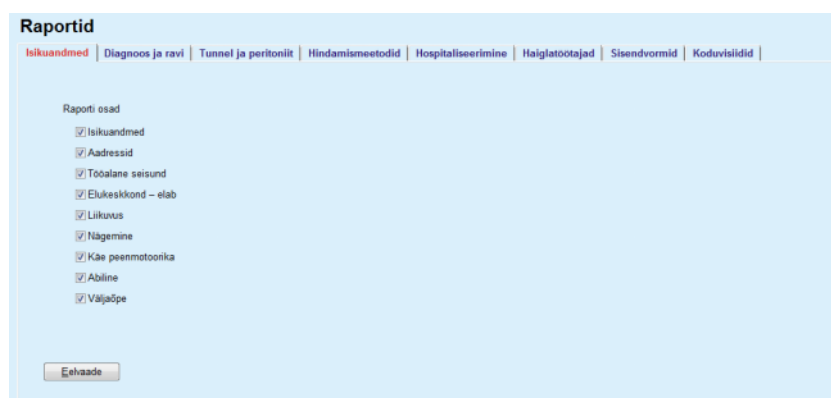 Raportid
Isikuandmed | Diagnoos ja ravi | Tunnel ja peritoniit | Hindamismeetodid | Hospitaliseerimine | Haiglatöötajad | Sisendvormid | Koduvisiidid |
Raporti osad
Isikuandmed
Aadressid
Tööalane seisund
Elukeskkond – elab
Liikuvus
Nägemine
Käe peenmotoorika
Abiline
Väljaõpe
Eelvaade